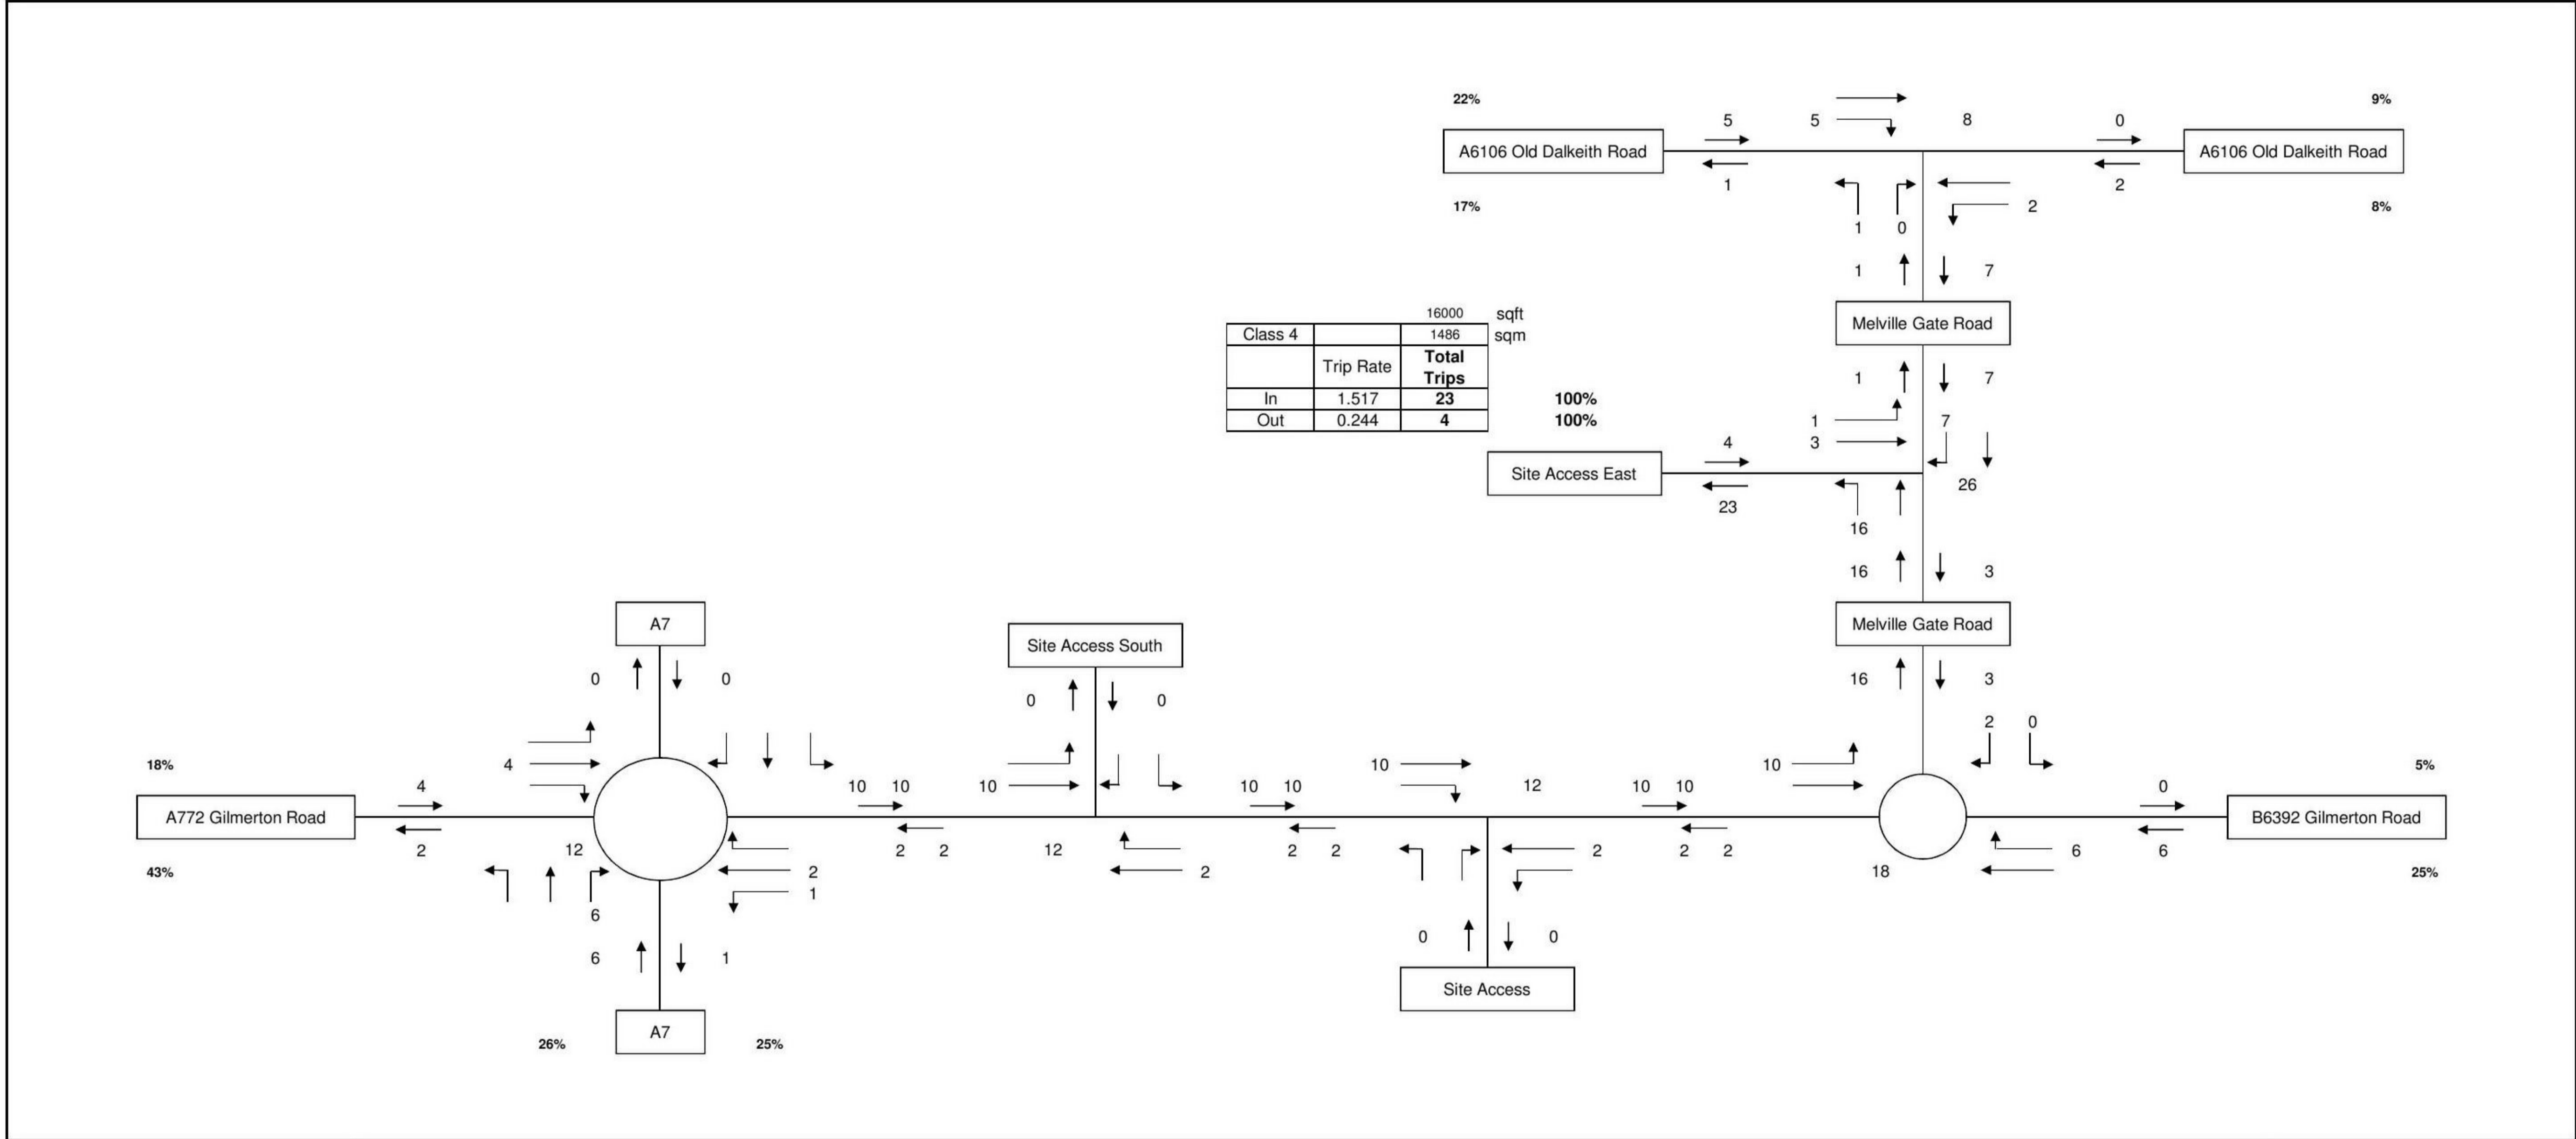 22% 9%
5 5 8 0
A6106 Old Dalkeith Road A6106 Old Dalkeith Road
1 2
17% 2 8%
1 0
1 7
16000 sqft
Melville Gate Road
Class 4 1486 sqm
Trip Rate Total Trips
1 7
In 1.517 23 100%
Out 0.244 4 100%
1 7
4 3
Site Access East
26
23
16
16 3
A7 Melville Gate Road
Site Access South
0 0 16 3
0 0
2 0
18% 4 10 10 5%
4 10 10 10 10 10 12 10 10 0
A772 Gilmerton Road B6392 Gilmerton Road
2 12 2 2 12 2 2 2 2 2 6 6
43% 2 2 18 25%
1
6
0 0
6 1
Site Access
A7
26% 25%